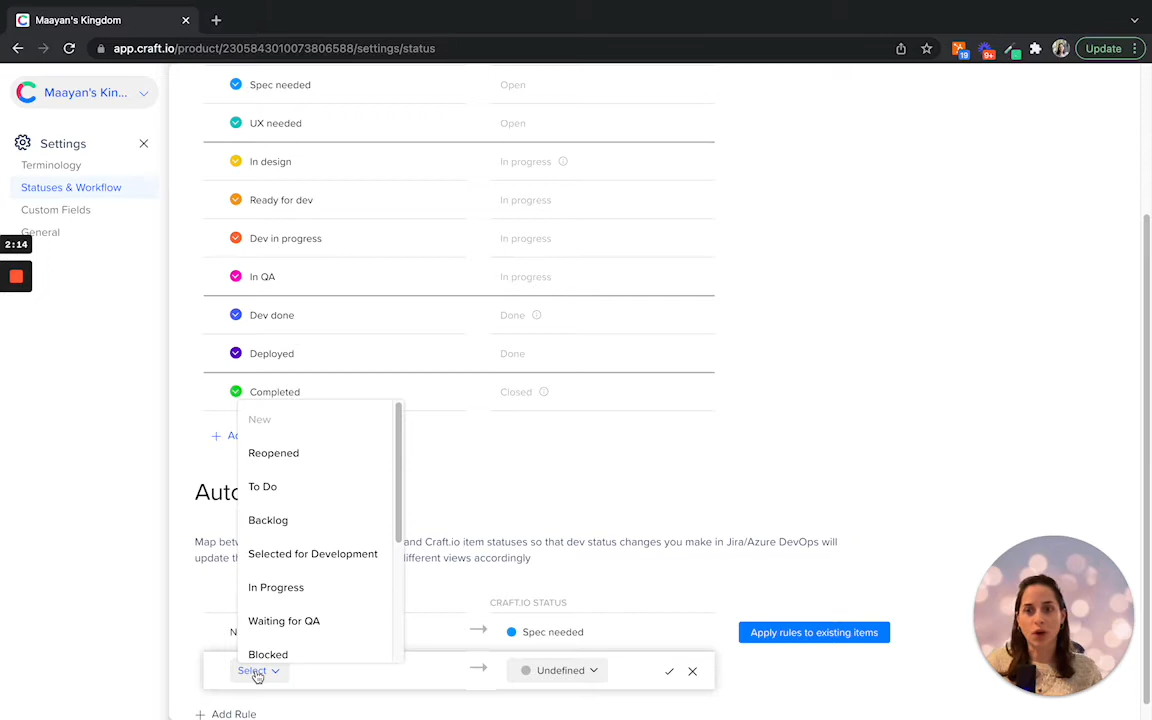 Maayan's Kingdom
Update
app.craft.io/product/2305843010073806588/settings/status
19
9+
Maayan's Kin...
Settings
Terminology
Statuses & Workflow
Custom Fields
General
2:14
Spec needed Open
UX needed Open
In design In progress
Ready for dev In progress
Dev in progress In progress
In QA In progress
Dev done Done
Deployed Done
Completed Closed
New
Reopened
To Do
Backlog
Selected for Development
In Progress
Waiting for QA
Blocked
Map betw and Craft.io item statuses so that dev status changes you make in Jira/Azure DevOps will
update th ifferent views accordingly
CRAFT.IO STATUS
N Spec needed
Apply rules to existing items
Select Undefined
Add Rule